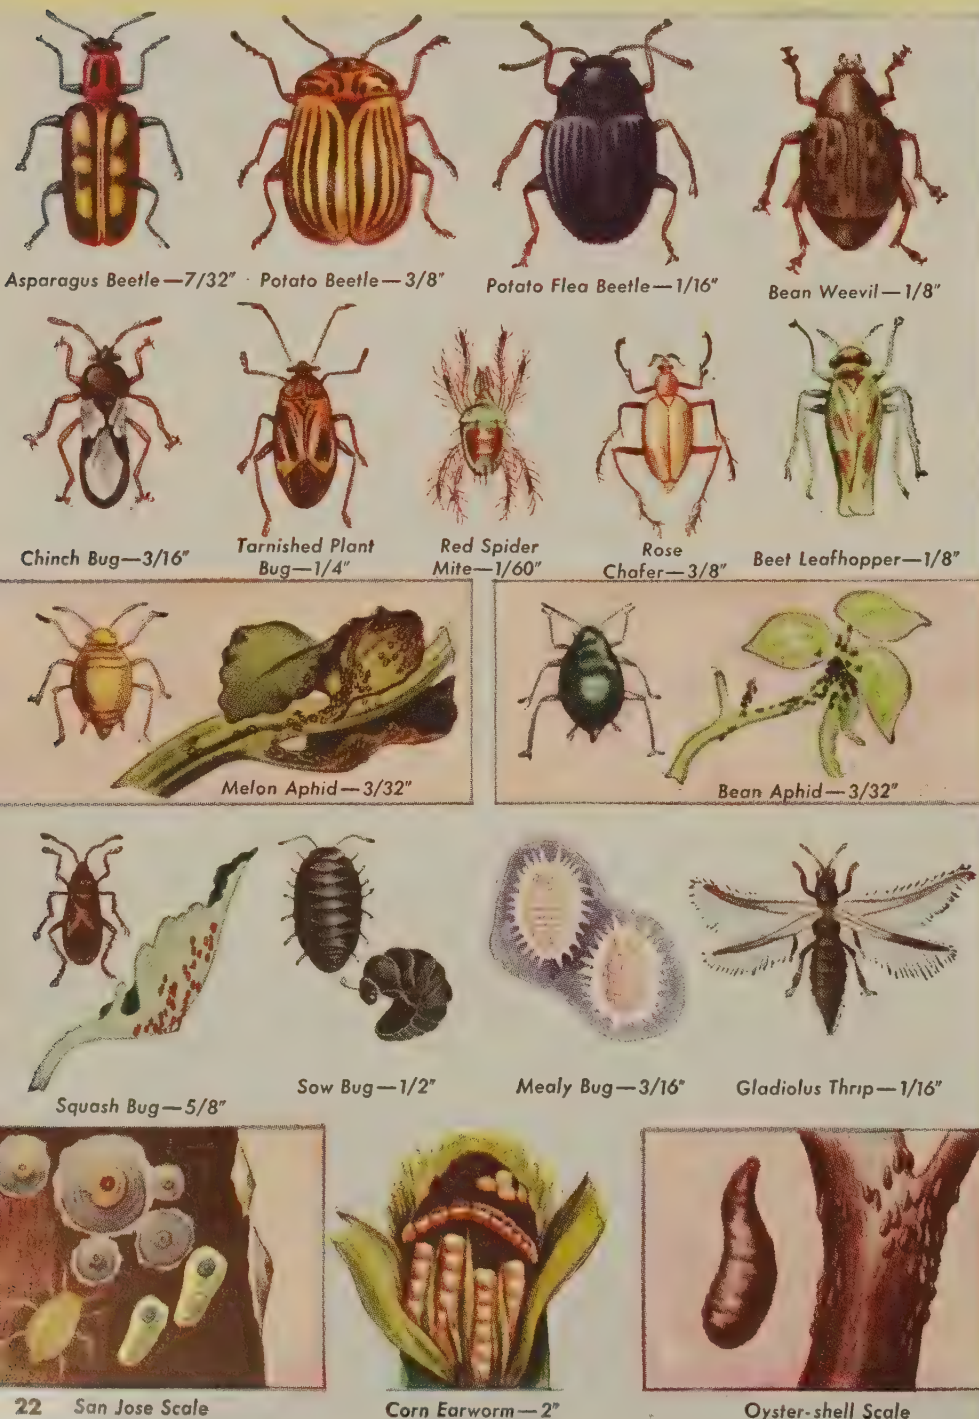 Asparagus Beetle—7/32"
Potato Beetle—3/8"
Potato Flea Beetle—1/16"
Bean Weevil—1/8"
Chinch Bug—3/16"
Tarnished Plant
Bug—1/4"
Red Spider
Mite—1/60"
Rose
Chafer—3/8"
Beet Leafhopper—1/8"
Melon Aphid—3/32"
Bean Aphid—3/32"
Squash Bug—5/8"
Sow Bug—1/2"
Mealy Bug—3/16"
Gladiolus Thrip—1/16"
22 San Jose Scale
Corn Earworm—2"
Oyster-shell Scale